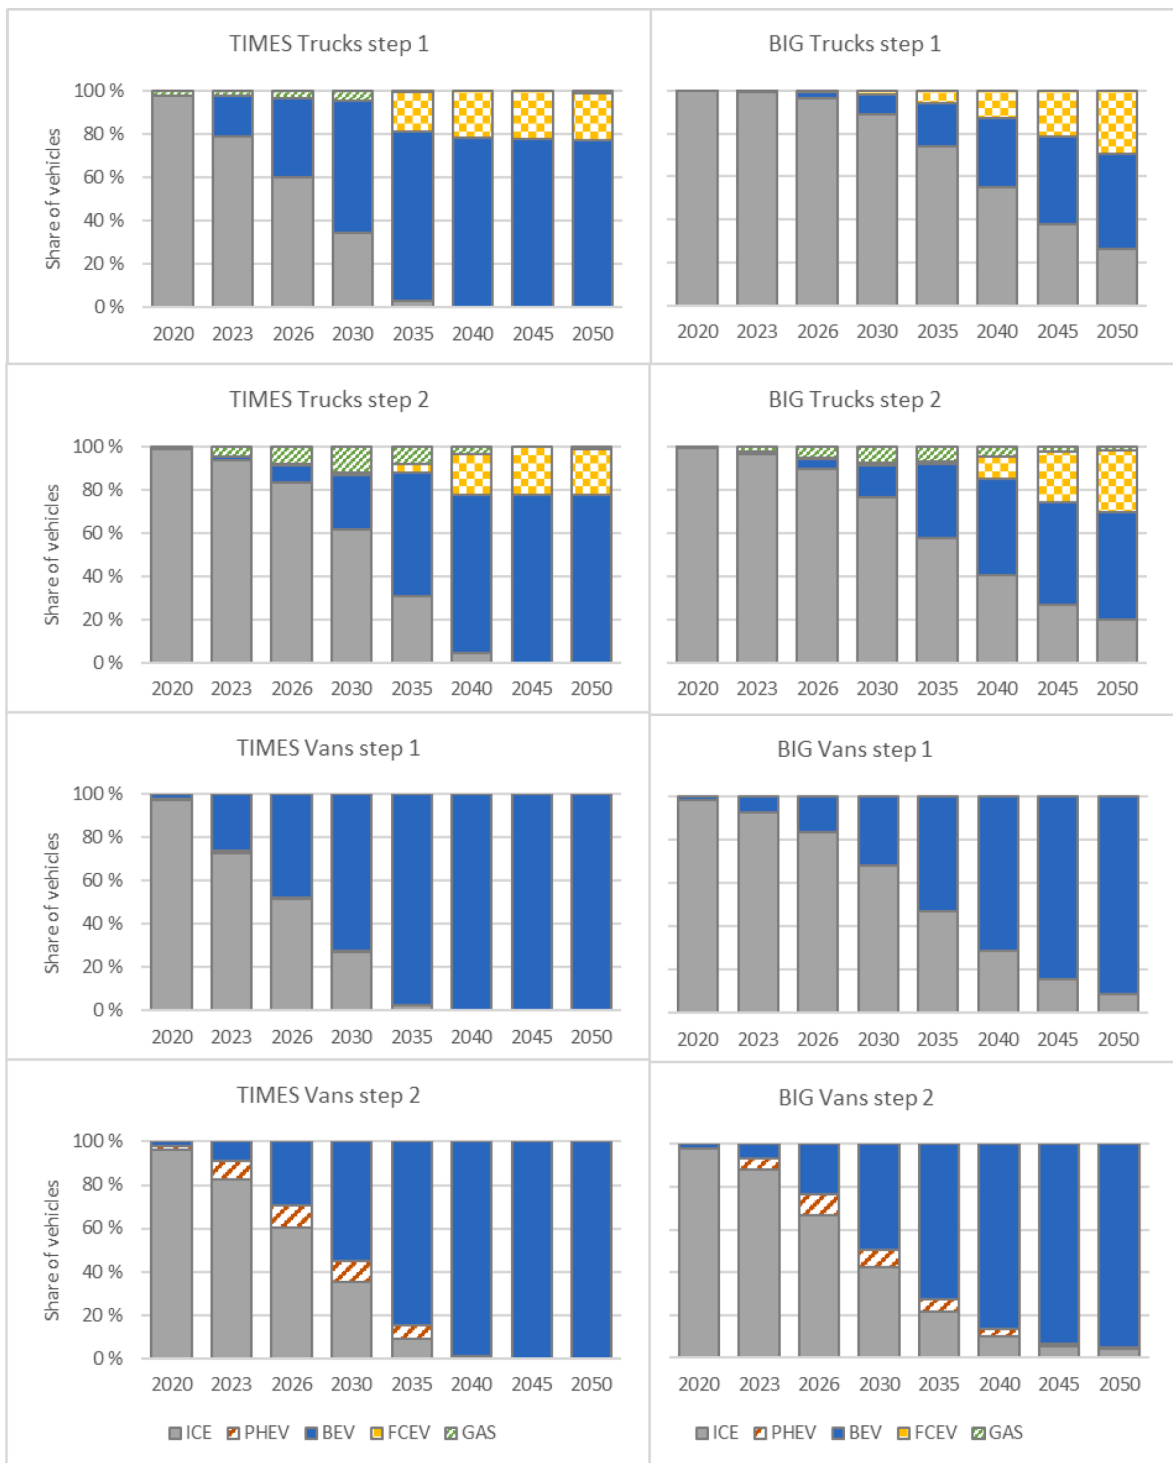 TIMES Trucks step 1
BIG Trucks step 1
Share of vehicles
100 %
80 %
60 %
40 %
20 %
0 %
2020 2023 2026 2030 2035 2040 2045 2050
2020 2023 2026 2030 2035 2040 2045 2050
TIMES Trucks step 2
BIG Trucks step 2
Share of vehicles
100 %
80 %
60 %
40 %
20 %
0 %
2020 2023 2026 2030 2035 2040 2045 2050
2020 2023 2026 2030 2035 2040 2045 2050
TIMES Vans step 1
BIG Vans step 1
Share of vehicles
100 %
80 %
60 %
40 %
20 %
0 %
2020 2023 2026 2030 2035 2040 2045 2050
2020 2023 2026 2030 2035 2040 2045 2050
TIMES Vans step 2
BIG Vans step 2
Share of vehicles
100 %
80 %
60 %
40 %
20 %
0 %
2020 2023 2026 2030 2035 2040 2045 2050
2020 2023 2026 2030 2035 2040 2045 2050
ICE PHEV BEV FCEV GAS
ICE PHEV BEV FCEV GAS